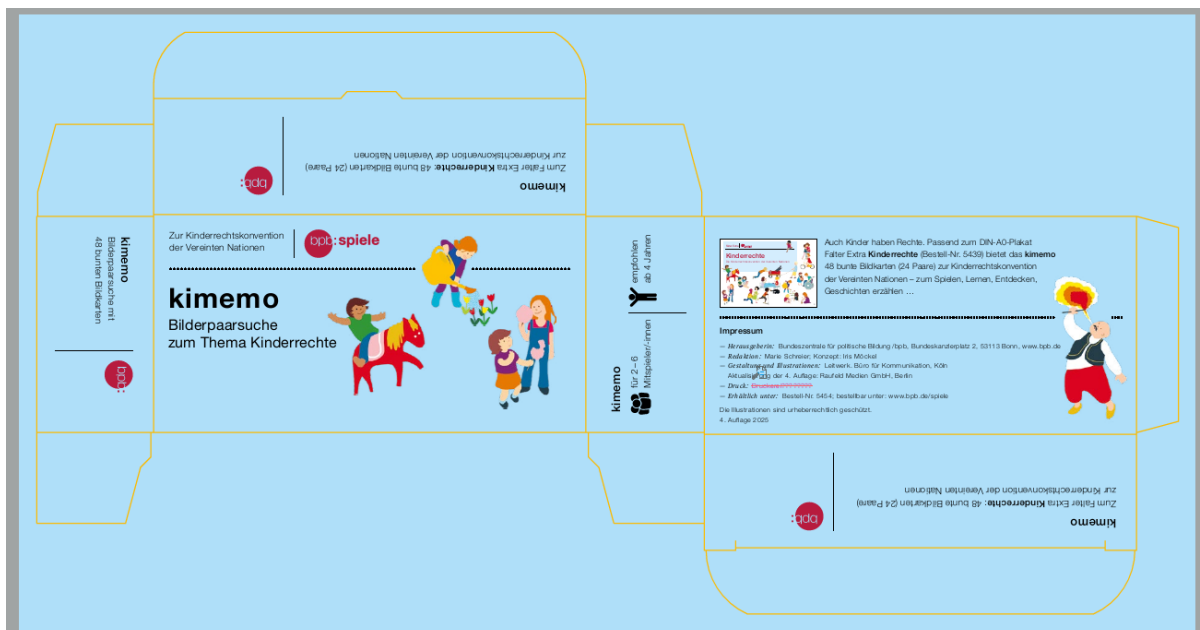 kimemo
Zum Falter Extra Kinderrechte: 48 bunte Bildkarten (24 Paare)
zur Kinderrechtskonvention der Vereinten Nationen
bpb:
kimemo
Bilderpaarsuche mit
48 bunten Bildkarten
bpb:
Zur Kinderrechtskonvention
der Vereinten Nationen
bpb:spiele
kimemo
Bilderpaarsuche
zum Thema Kinderrechte
kimemo
für 2–6
Mitspieler/-innen
empfohlen
ab 4 Jahren
Kinderrechte
Auch Kinder haben Rechte. Passend zum DIN-A0-Plakat
Falter Extra Kinderrechte (Bestell-Nr. 5439) bietet das kimemo
48 bunte Bildkarten (24 Paare) zur Kinderrechtskonvention
der Vereinten Nationen – zum Spielen, Lernen, Entdecken,
Geschichten erzählen …
Impressum
— Herausgeberin: Bundeszentrale für politische Bildung /bpb, Bundeskanzlerplatz 2, 53113 Bonn, www.bpb.de
— Redaktion: Marie Schreier; Konzept: Iris Möckel
— Gestaltung und Illustrationen: Leitwerk. Büro für Kommunikation, Köln
Aktualisierung der 4. Auflage: Raufeld Medien GmbH, Berlin
— Druck: Druckerei????????
— Erhältlich unter: Bestell-Nr. 5454; bestellbar unter: www.bpb.de/spiele
Die Illustrationen sind urheberrechtlich geschützt.
4. Auflage 2025
kimemo
Zum Falter Extra Kinderrechte: 48 bunte Bildkarten (24 Paare)
zur Kinderrechtskonvention der Vereinten Nationen
bpb: